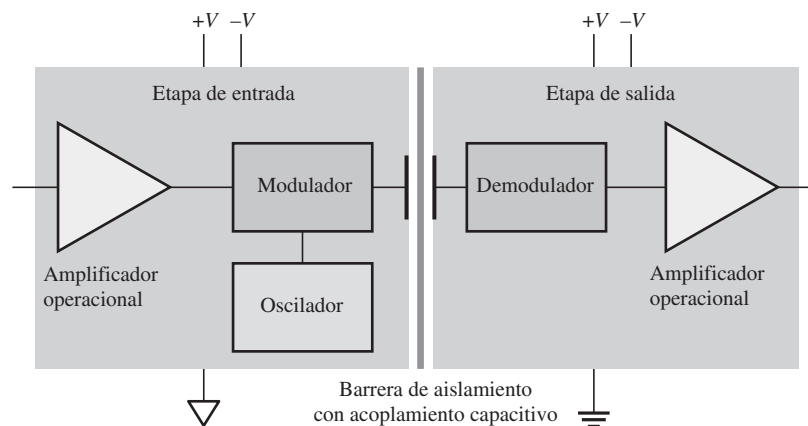 +V –V
+V –V
Etapa de entrada
Etapa de salida
Modulador
Demodulador
Amplificador
operacional
Oscilador
Amplificador
operacional
Barrera de aislamiento
con acoplamiento capacitivo